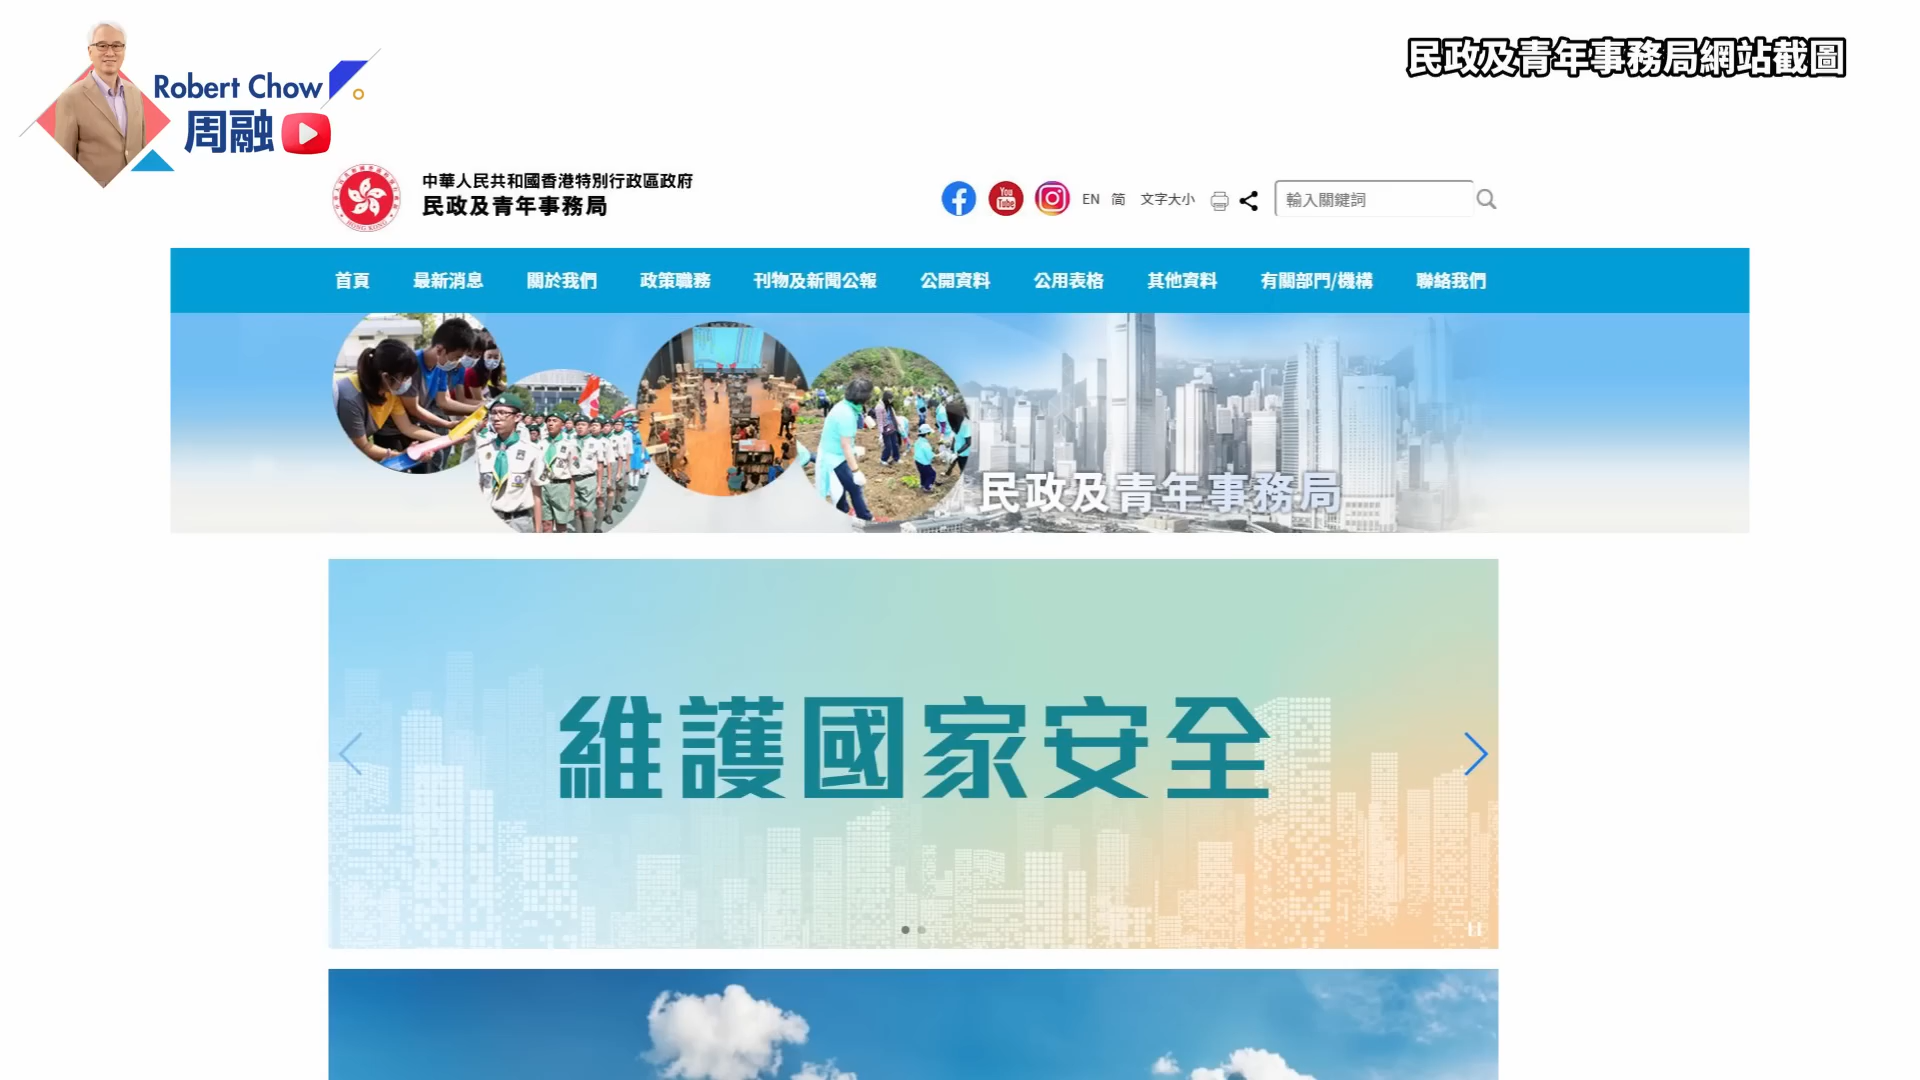 民政及青年事務局網站截圖
Robert Chow
周融
中華人民共和國香港特別行政區政府
民政及青年事務局
EN 简 文字大小
輸入關鍵詞
You
Tube
HONG KONG
首頁 最新消息 關於我們 政策職務 刊物及新聞公報 公開資料 公用表格 其他資料 有關部門/機構 聯絡我們
民政及青年事務局
維護國家安全